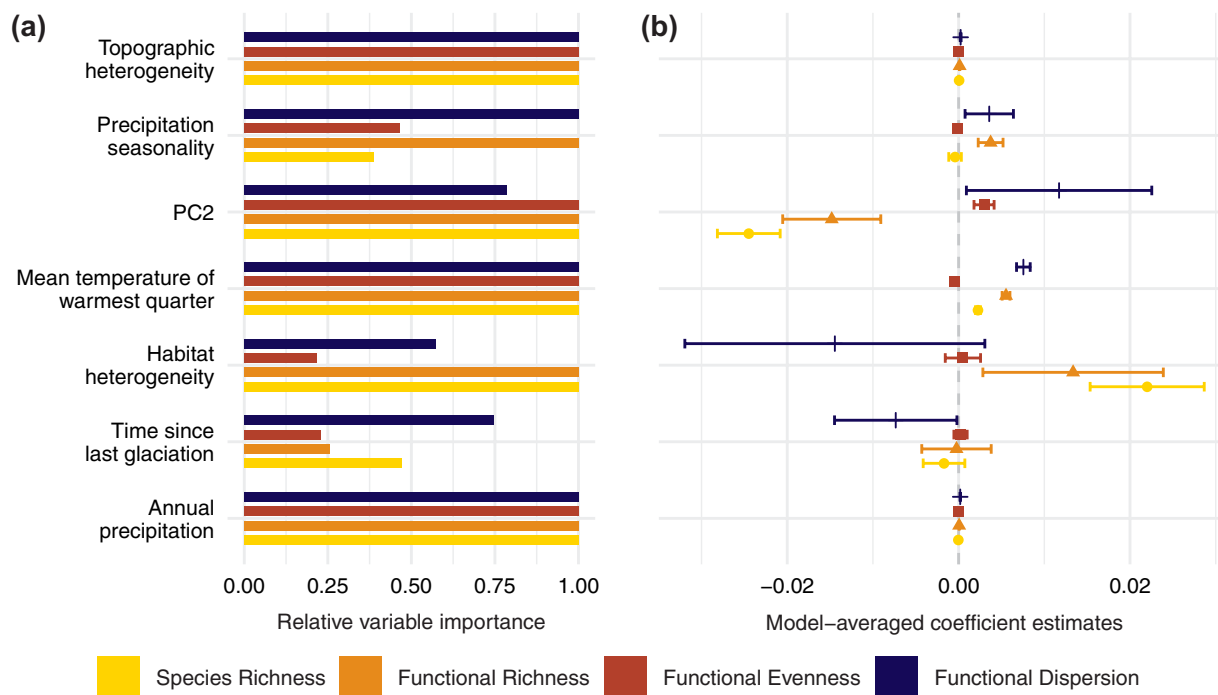 (a)
Topographic
heterogeneity
Precipitation
seasonality
PC2
Mean temperature of
warmest quarter
Habitat
heterogeneity
Time since
last glaciation
Annual
precipitation
0.00 0.25 0.50 0.75 1.00
Relative variable importance
(b)
−0.02 0.00 0.02
Model−averaged coefficient estimates
Species Richness Functional Richness Functional Evenness Functional Dispersion